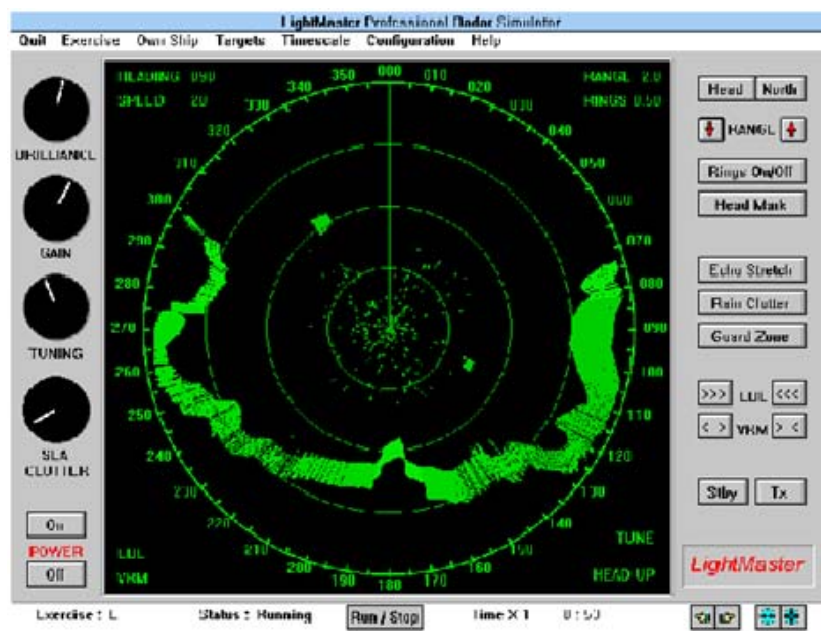 LightMaster Professional Radar Simulator
Quit Exercise Own Ship Targets Timescale Configuration Help
HEADING 090
SPEED 20
RANGE 2.0
RINGS 0.50
000 010 020 030 040 050 060 070 080 090 100 110 120 130 140 150 160 170 180 190 200 210 220 230 240 250 260 270 280 290 300 310 320 330 340 350
BRILLIANCE
GAIN
TUNING
SEA
CLUTTER
On
POWER
Off
Head North
RANGE
Rings On/Off
Head Mark
Echo Stretch
Rain Clutter
Guard Zone
>>> EBL <<<
< > VRM > <
Stby Tx
EBL
VRM
TUNE
HEAD-UP
LightMaster
Exercise : E Status : Running Run / Stop Time X 1 0 : 50